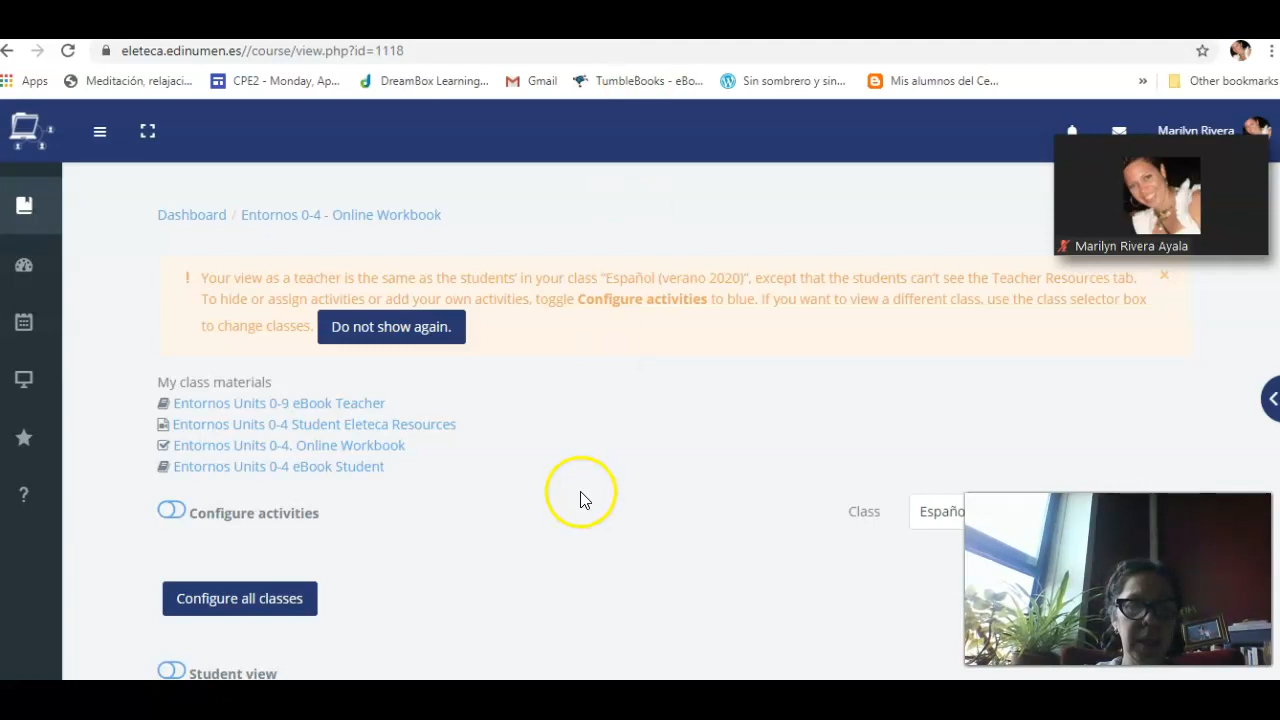 eleteca.edinumen.es//course/view.php?id=1118
Apps Meditación, relajaci... CPE2 - Monday, Ap... DreamBox Learning... Gmail TumbleBooks - eBo... Sin sombrero y sin... Mis alumnos del Ce... » Other bookmarks
Marilyn Rivera
Marilyn Rivera Ayala
Dashboard / Entornos 0-4 - Online Workbook
! Your view as a teacher is the same as the students' in your class "Español (verano 2020)", except that the students can't see the Teacher Resources tab. ×
To hide or assign activities or add your own activities, toggle Configure activities to blue. If you want to view a different class, use the class selector box
to change classes. Do not show again.
My class materials
Entornos Units 0-9 eBook Teacher
Entornos Units 0-4 Student Eleteca Resources
Entornos Units 0-4. Online Workbook
Entornos Units 0-4 eBook Student
Configure activities
Class Españo
Configure all classes
Student view